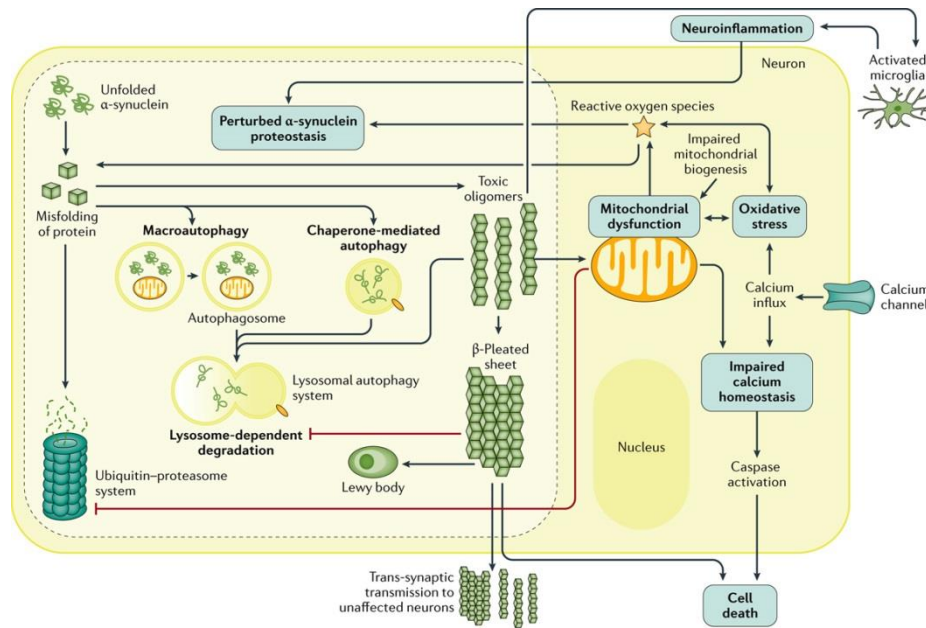 Neuroinflammation
Neuron
Activated
microglia
Unfolded
α-synuclein
Perturbed α-synuclein
proteostasis
Reactive oxygen species
Impaired
mitochondrial
biogenesis
Misfolding
of protein
Toxic
oligomers
Macroautophagy
Chaperone-mediated
autophagy
Mitochondrial
dysfunction
Oxidative
stress
Autophagosome
Calcium
influx
Calcium
channel
β-Pleated
sheet
Lysosomal autophagy
system
Impaired
calcium
homeostasis
Lysosome-dependent
degradation
Nucleus
Lewy body
Ubiquitin–proteasome
system
Caspase
activation
Trans-synaptic
transmission to
unaffected neurons
Cell
death